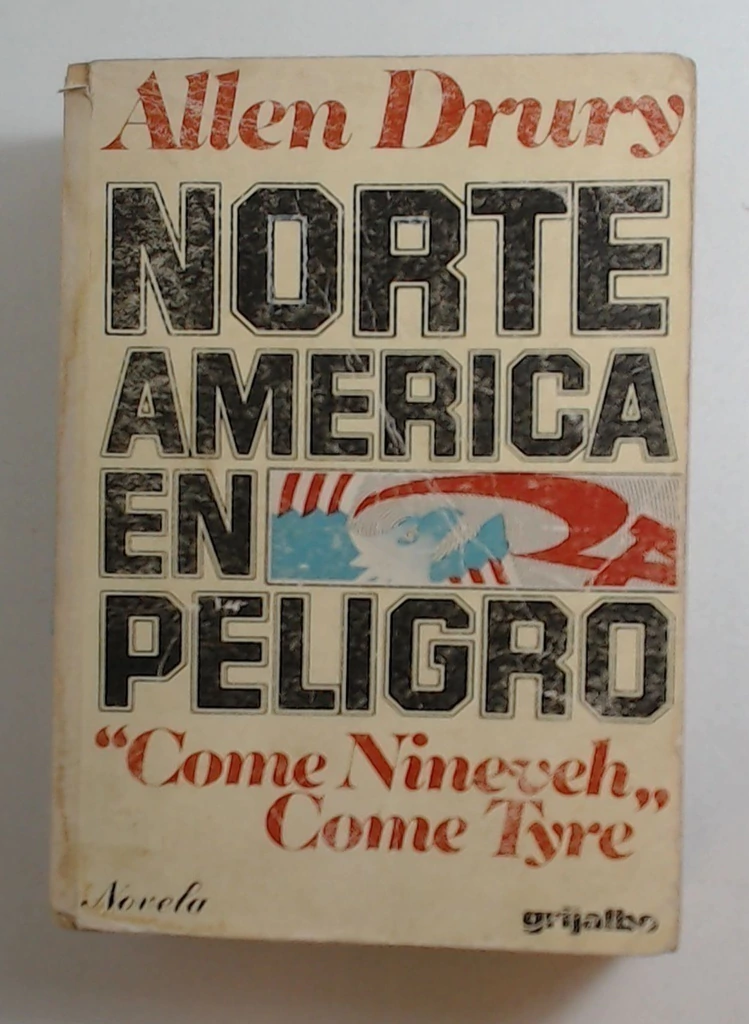 Allen Drury
NORTE
AMERICA
EN
PELIGRO
“Come Nineveh,
Come Tyre”
Novela
grijalbo